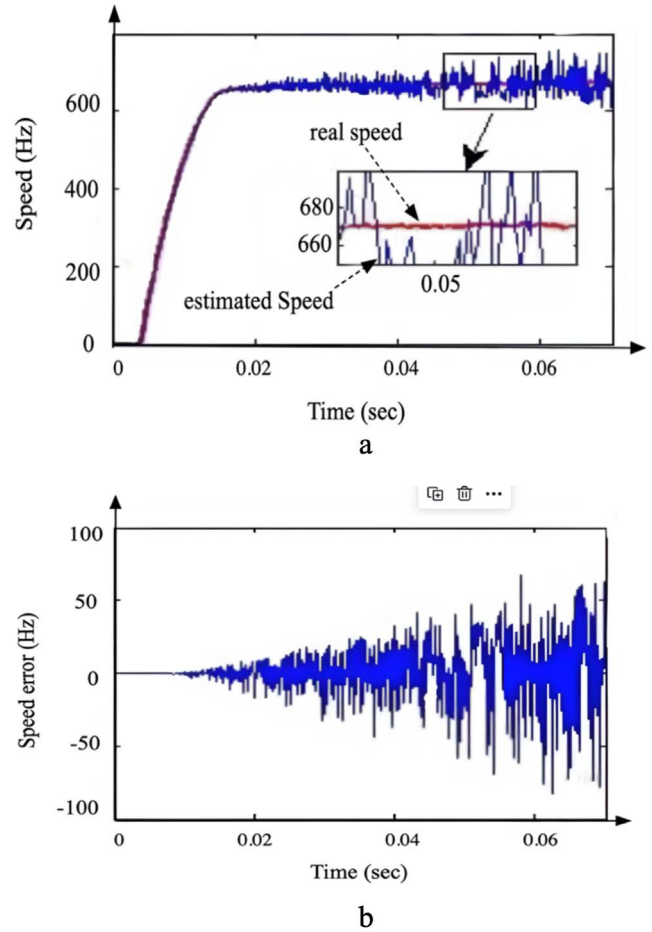 Speed (Hz)
600
400
200
0
real speed
680
660
0.05
estimated Speed
0
0.02
0.04
0.06
Time (sec)
a
Speed error (Hz)
100
50
0
-50
-100
0
0.02
0.04
0.06
Time (sec)
b